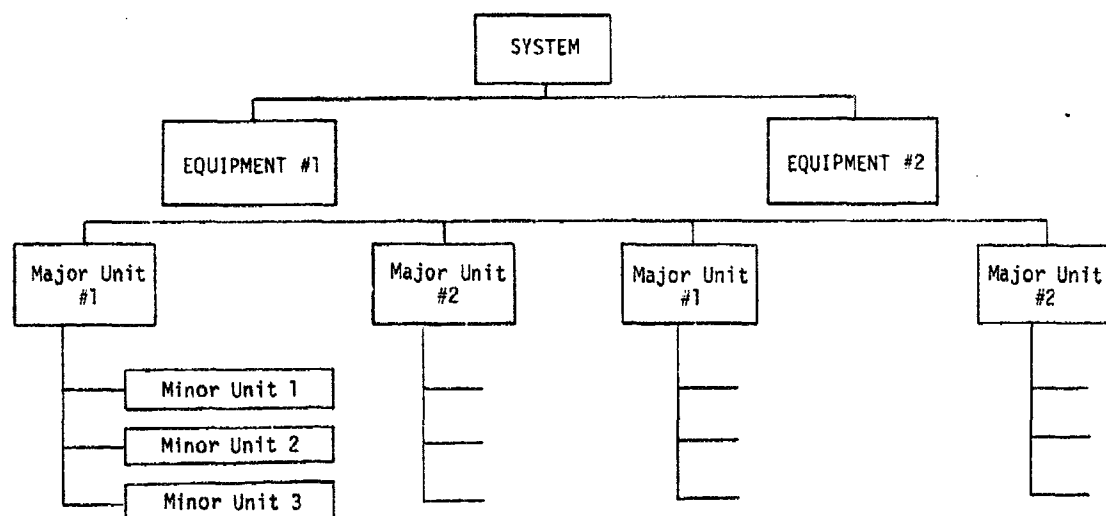 SYSTEM
EQUIPMENT #1
EQUIPMENT #2
Major Unit
#1
Major Unit
#2
Major Unit
#1
Major Unit
#2
Minor Unit 1
Minor Unit 2
Minor Unit 3